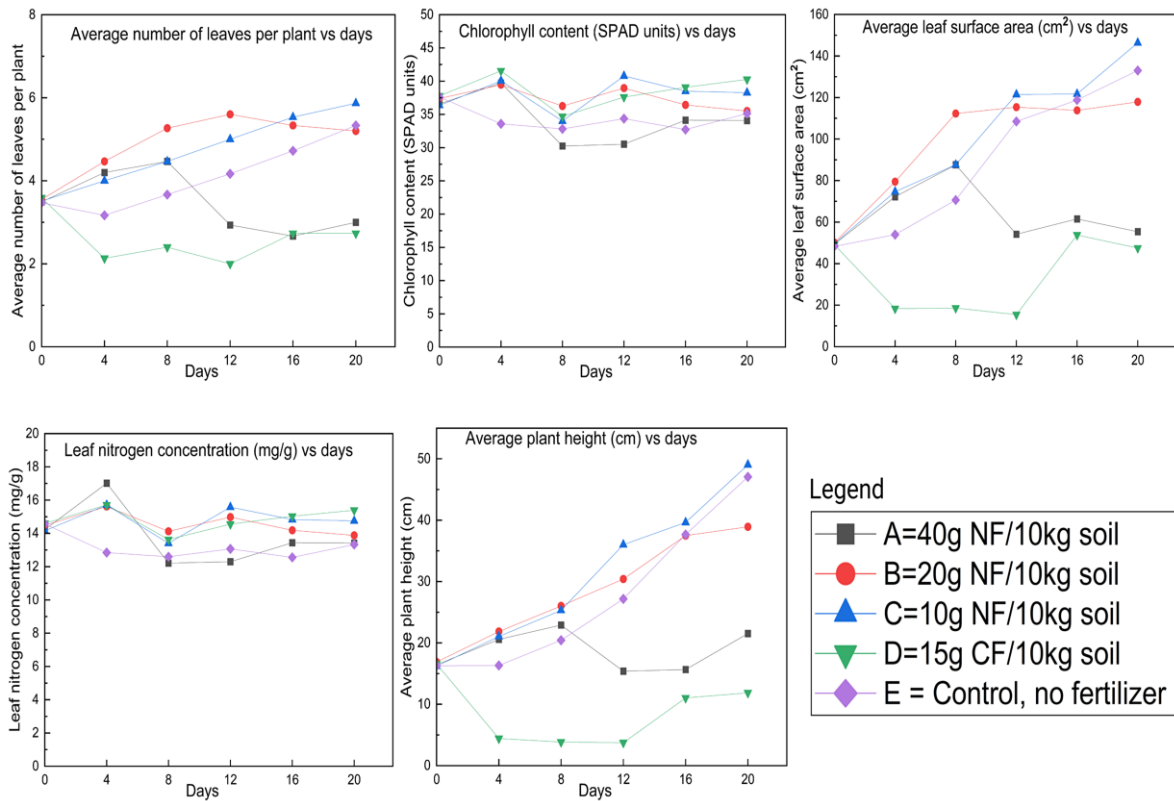 Average number of leaves per plant vs days
Average number of leaves per plant
8
6
4
2
0
0 4 8 12 16 20
Days
Chlorophyll content (SPAD units) vs days
Chlorophyll content (SPAD units)
50
45
40
35
30
25
20
15
10
5
0
0 4 8 12 16 20
Days
Average leaf surface area (cm²) vs days
Average leaf surface area (cm²)
160
140
120
100
80
60
40
20
0
0 4 8 12 16 20
Days
Leaf nitrogen concentration (mg/g) vs days
Leaf nitrogen concentration (mg/g)
20
18
16
14
12
10
8
6
4
2
0
0 4 8 12 16 20
Days
Average plant height (cm) vs days
Average plant height (cm)
50
40
30
20
10
0
0 4 8 12 16 20
Days
Legend
A=40g NF/10kg soil
B=20g NF/10kg soil
C=10g NF/10kg soil
D=15g CF/10kg soil
E = Control, no fertilizer